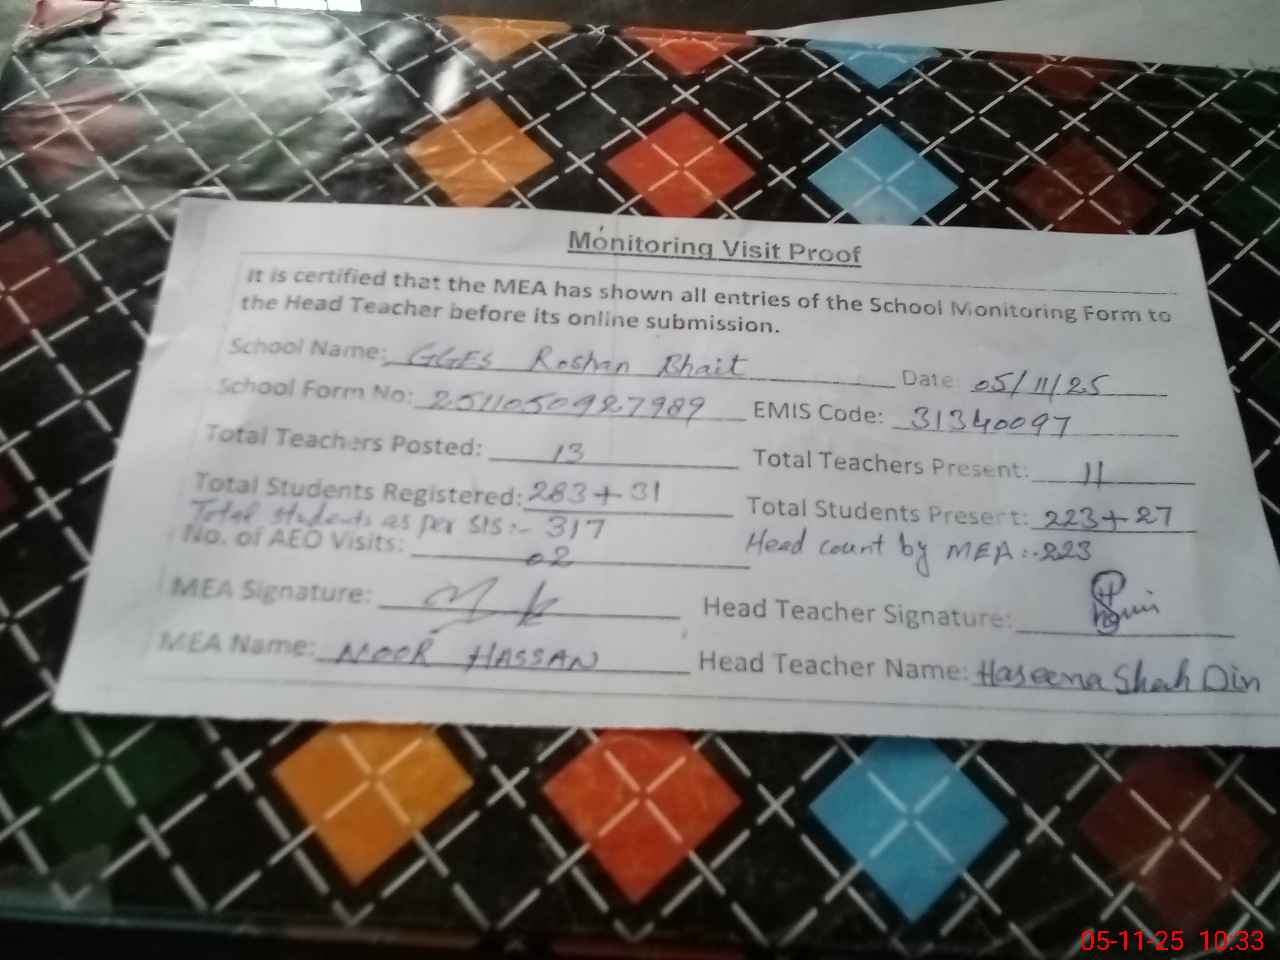 Monitoring Visit Proof
It is certified that the MEA has shown all entries of the School Monitoring Form to
the Head Teacher before its online submission.
School Name: GGES Roshan Bhait Date: 05/11/25
School Form No: 2511050927989 EMIS Code: 31340097
Total Teachers Posted: 13 Total Teachers Present: 11
Total Students Registered: 283+31 Total Students Present: 223+27
Total students as per SIS:- 317 Head count by MEA:-223
No. of AEO Visits: 02
MEA Signature: Head Teacher Signature:
MEA Name: NOOR HASSAN Head Teacher Name: Haseena Shah Din
05-11-25 10:33